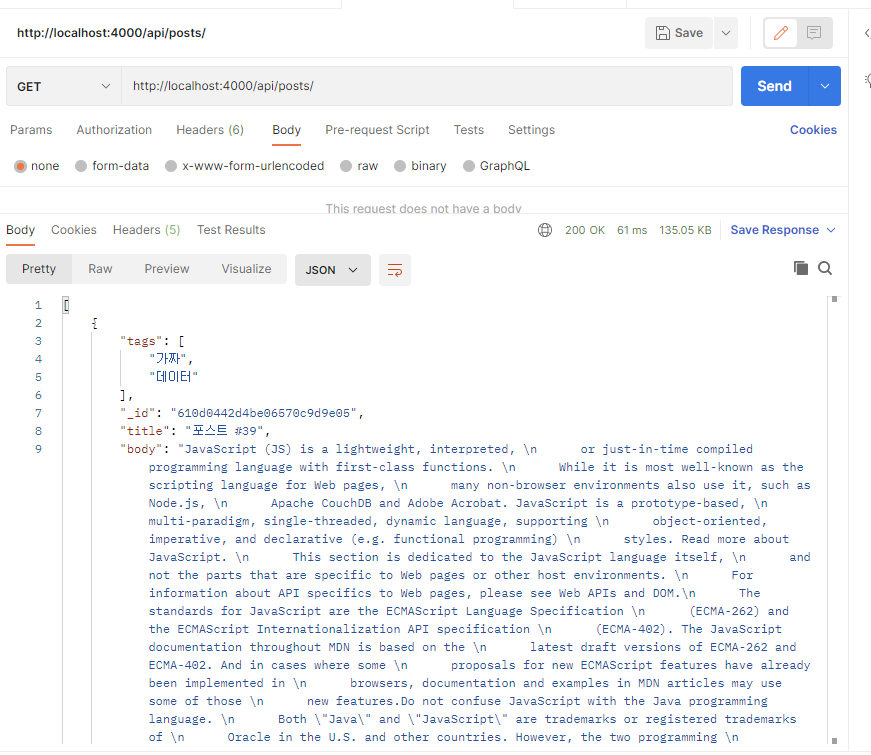 http://localhost:4000/api/posts/
Save
GET
http://localhost:4000/api/posts/
Send
Params Authorization Headers (6) Body Pre-request Script Tests Settings Cookies
none form-data x-www-form-urlencoded raw binary GraphQL
This request does not have a body
Body Cookies Headers (5) Test Results 200 OK 61 ms 135.05 KB Save Response
Pretty Raw Preview Visualize JSON
1 [
2 {
3 "tags": [
4 "가짜",
5 "데이터"
6 ],
7 "_id": "610d0442d4be06570c9d9e05",
8 "title": "포스트 #39",
9 "body": "JavaScript (JS) is a lightweight, interpreted, \n      or just-in-time compiled
programming language with first-class functions. \n      While it is most well-known as the
scripting language for Web pages, \n      many non-browser environments also use it, such as
Node.js, \n      Apache CouchDB and Adobe Acrobat. JavaScript is a prototype-based, \n
multi-paradigm, single-threaded, dynamic language, supporting \n      object-oriented,
imperative, and declarative (e.g. functional programming) \n      styles. Read more about
JavaScript. \n      This section is dedicated to the JavaScript language itself, \n      and
not the parts that are specific to Web pages or other host environments. \n      For
information about API specifics to Web pages, please see Web APIs and DOM.\n      The
standards for JavaScript are the ECMAScript Language Specification \n      (ECMA-262) and
the ECMAScript Internationalization API specification \n      (ECMA-402). The JavaScript
documentation throughout MDN is based on the \n      latest draft versions of ECMA-262 and
ECMA-402. And in cases where some \n      proposals for new ECMAScript features have already
been implemented in \n      browsers, documentation and examples in MDN articles may use
some of those \n      new features.Do not confuse JavaScript with the Java programming
language. \n      Both \"Java\" and \"JavaScript\" are trademarks or registered trademarks
of \n      Oracle in the U.S. and other countries. However, the two programming \n